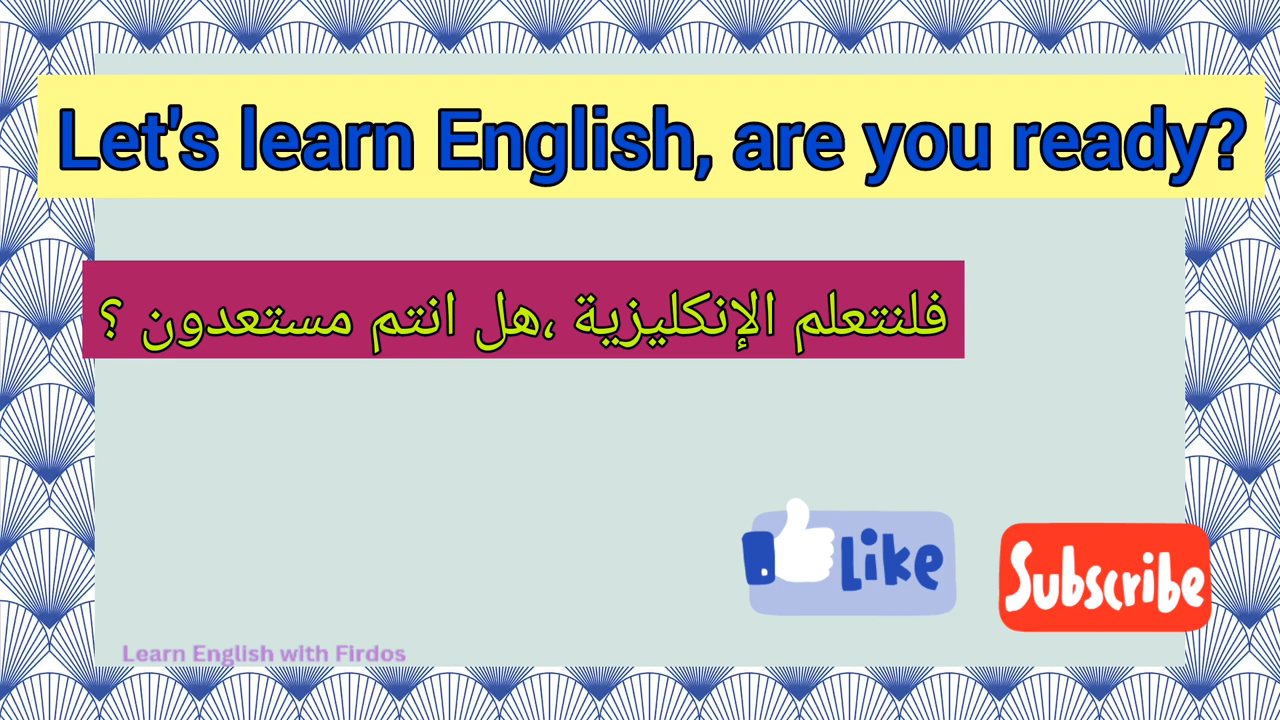 Let's learn English, are you ready?
فلنتعلم الإنكليزية ،هل انتم مستعدون ؟
Like
Subscribe
Learn English with Firdos